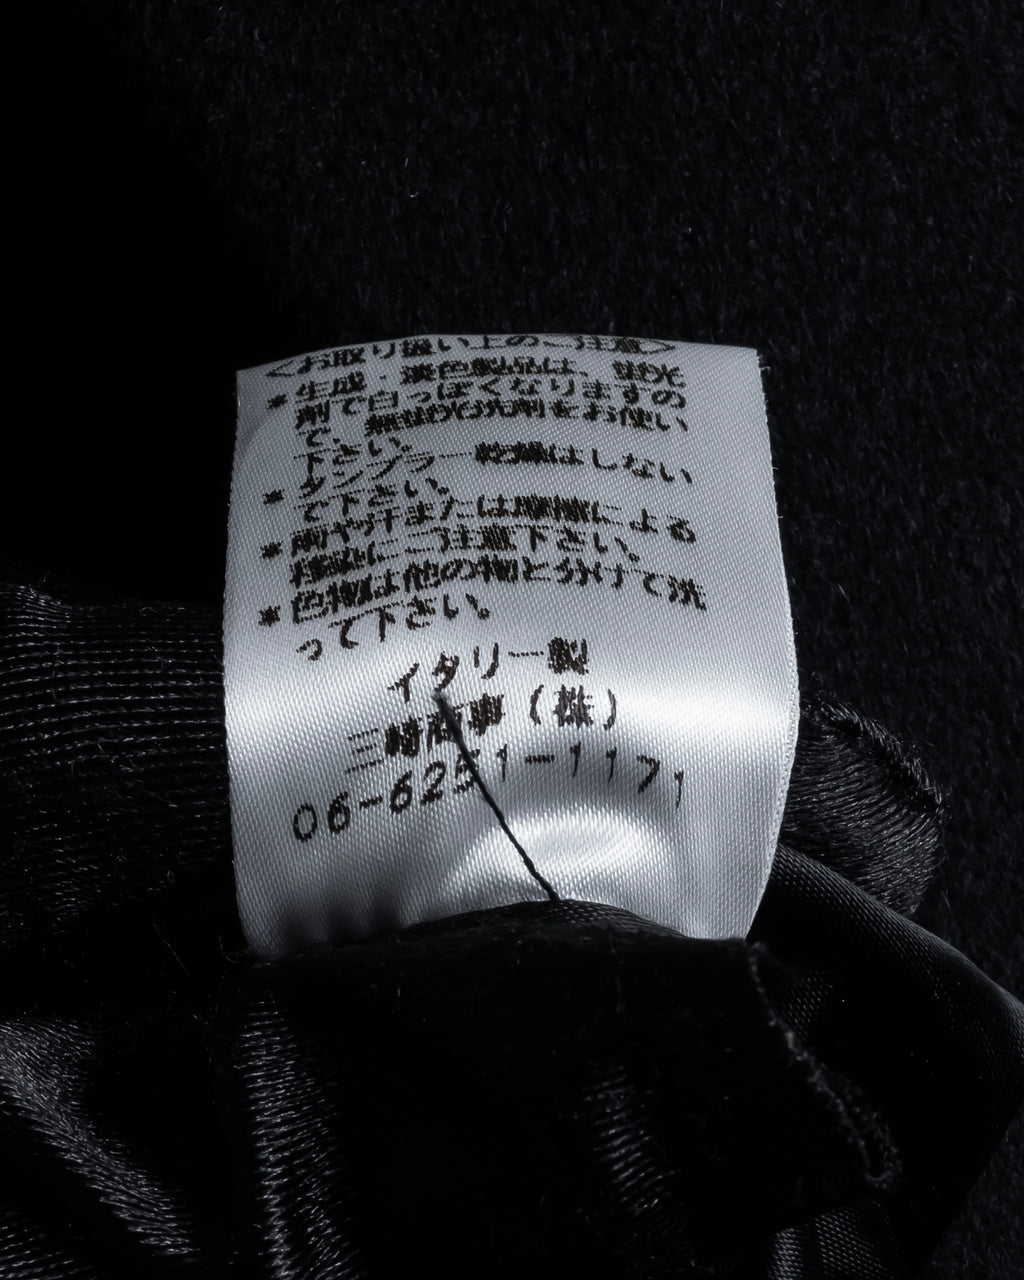 <お取り扱い上のご注意>
* 生成・淡色製品は、蛍光
剤で白っぽくなりますの
で、無蛍光洗剤をお使い
下さい。
* タンブラー乾燥はしない
で下さい。
* 雨や汗または摩擦による
移染にご注意下さい。
* 色物は他の物と分けて洗
って下さい。
イタリー製
三崎商事(株)
06-6251-1171